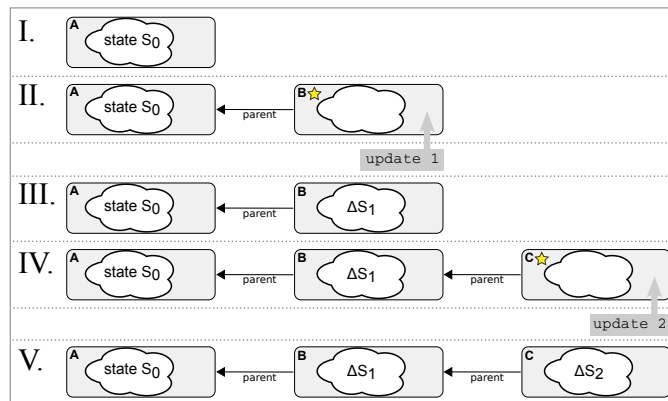 I.
A
state S0
II.
A
state S0
parent
B
update 1
III.
A
state S0
parent
B
ΔS1
IV.
A
state S0
parent
B
ΔS1
parent
C
update 2
V.
A
state S0
parent
B
ΔS1
parent
C
ΔS2